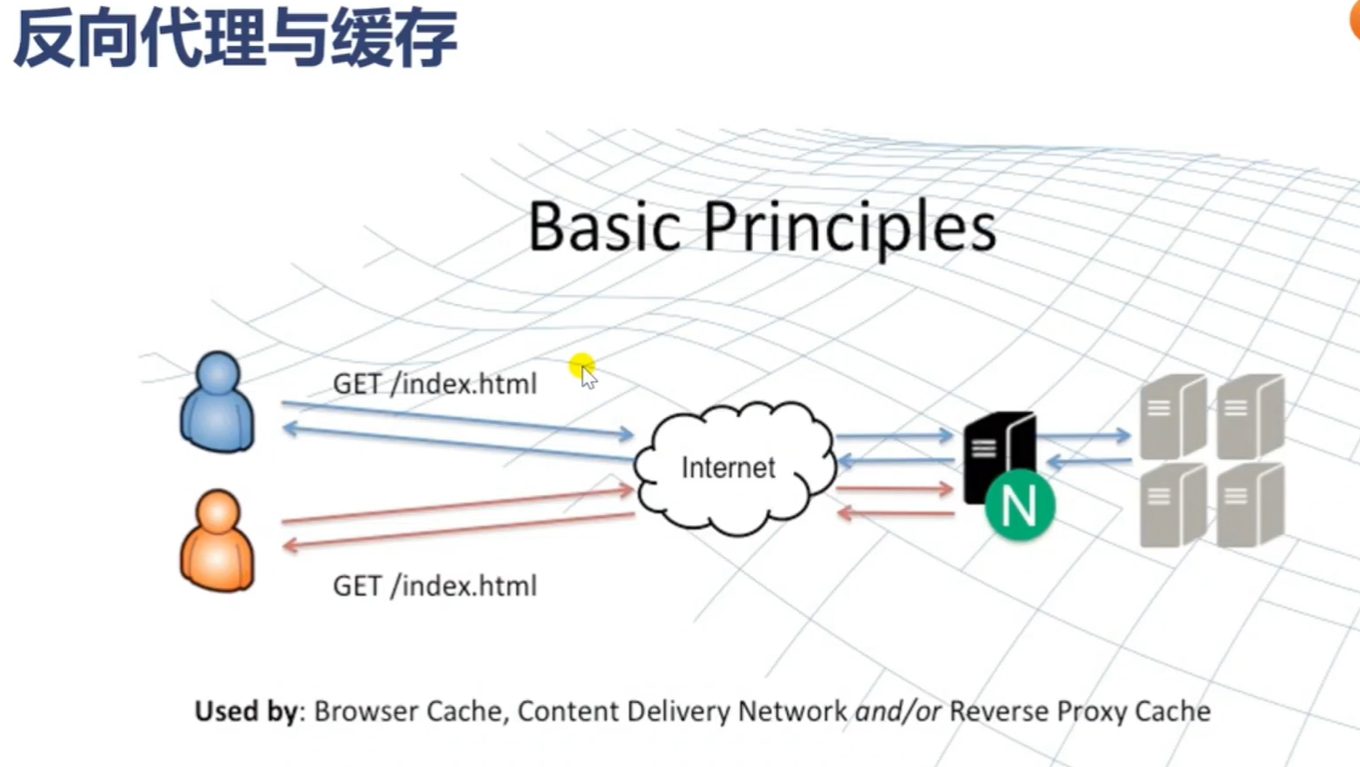 反向代理与缓存
Basic Principles
GET /index.html
Internet
N
GET /index.html
Used by: Browser Cache, Content Delivery Network and/or Reverse Proxy Cache